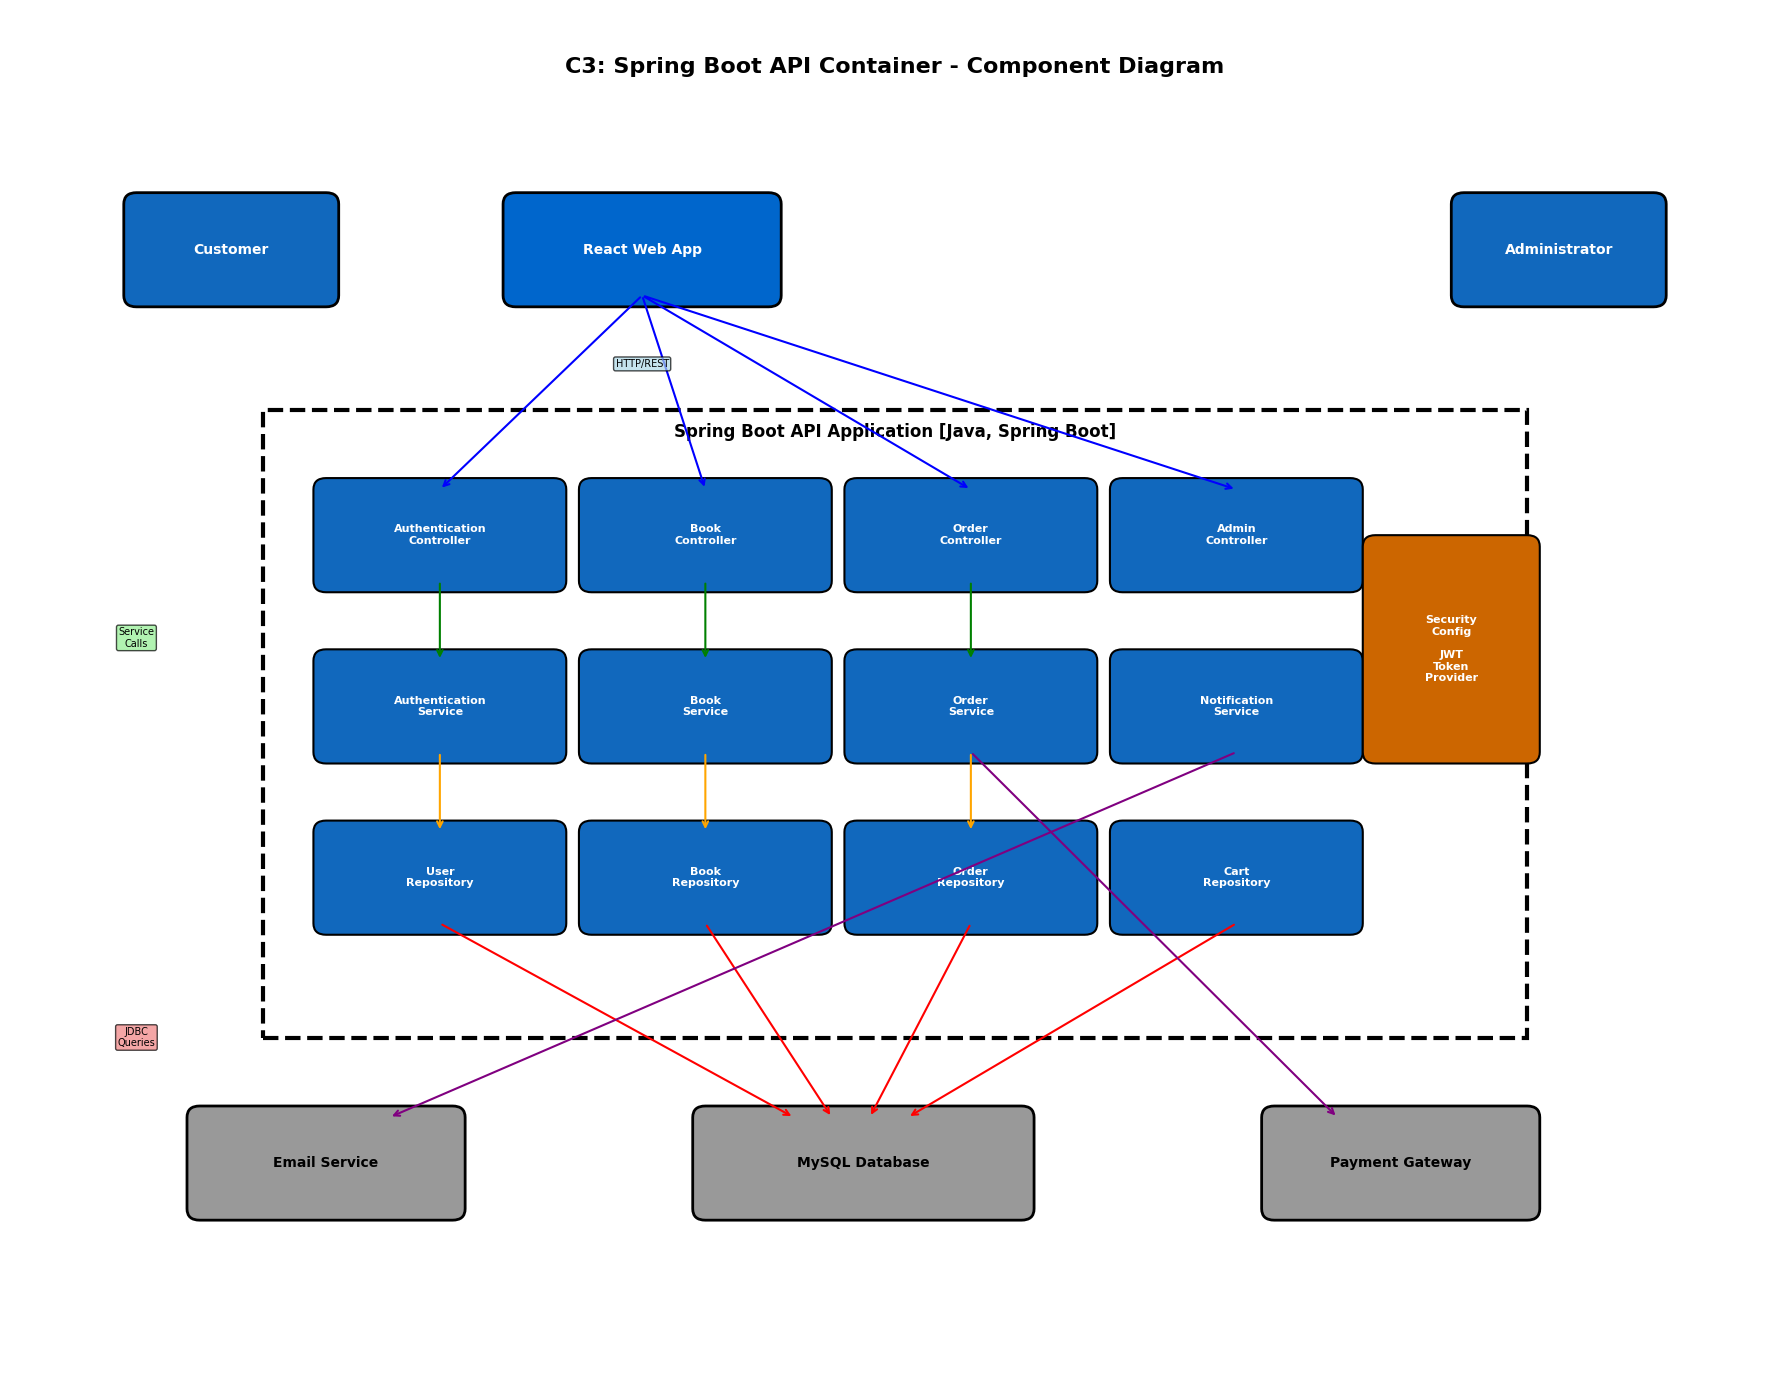 C3: Spring Boot API Container - Component Diagram
Customer
React Web App
Administrator
HTTP/REST
Spring Boot API Application [Java, Spring Boot]
Authentication
Controller
Book
Controller
Order
Controller
Admin
Controller
Security
Config
JWT
Token
Provider
Service
Calls
Authentication
Service
Book
Service
Order
Service
Notification
Service
User
Repository
Book
Repository
Order
Repository
Cart
Repository
JDBC
Queries
Email Service
MySQL Database
Payment Gateway